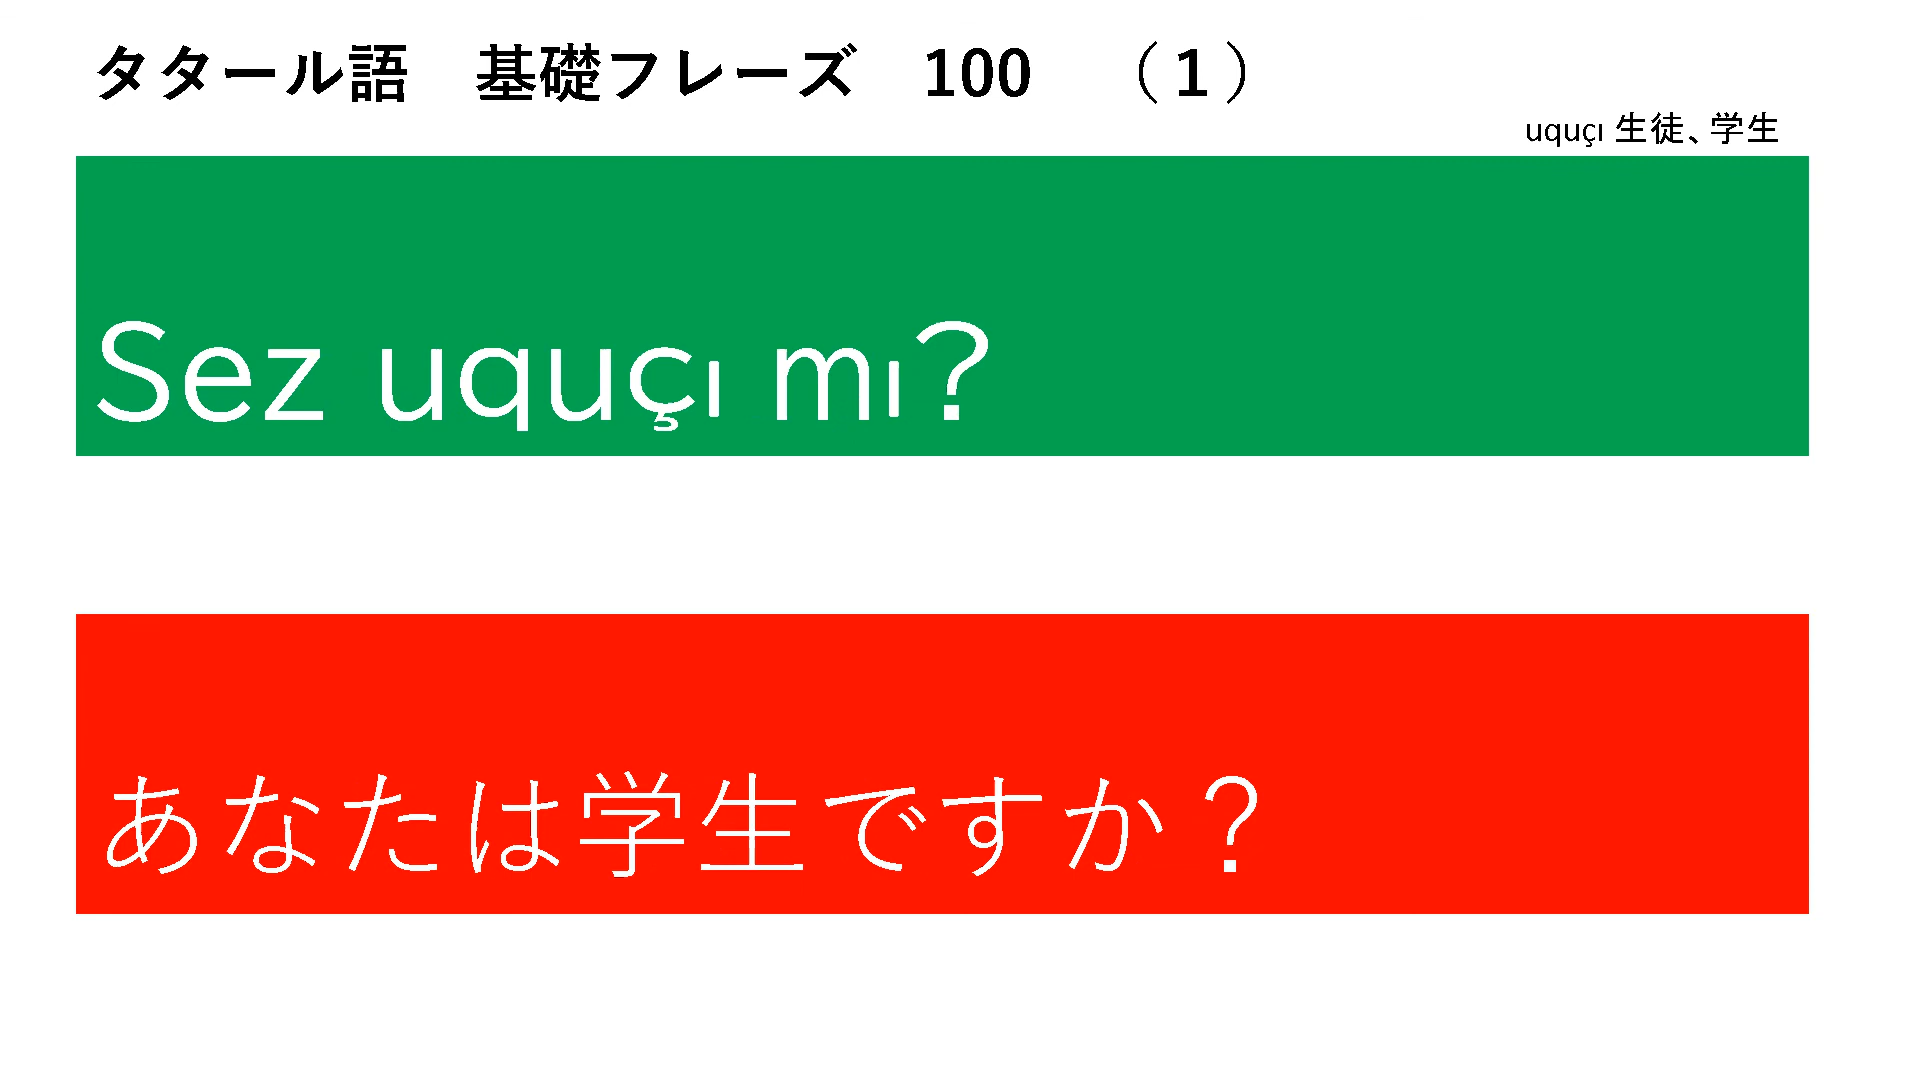 タタール語　基礎フレーズ　100　（１）
uquçı 生徒、学生
Sez uquçı mı?
あなたは学生ですか？